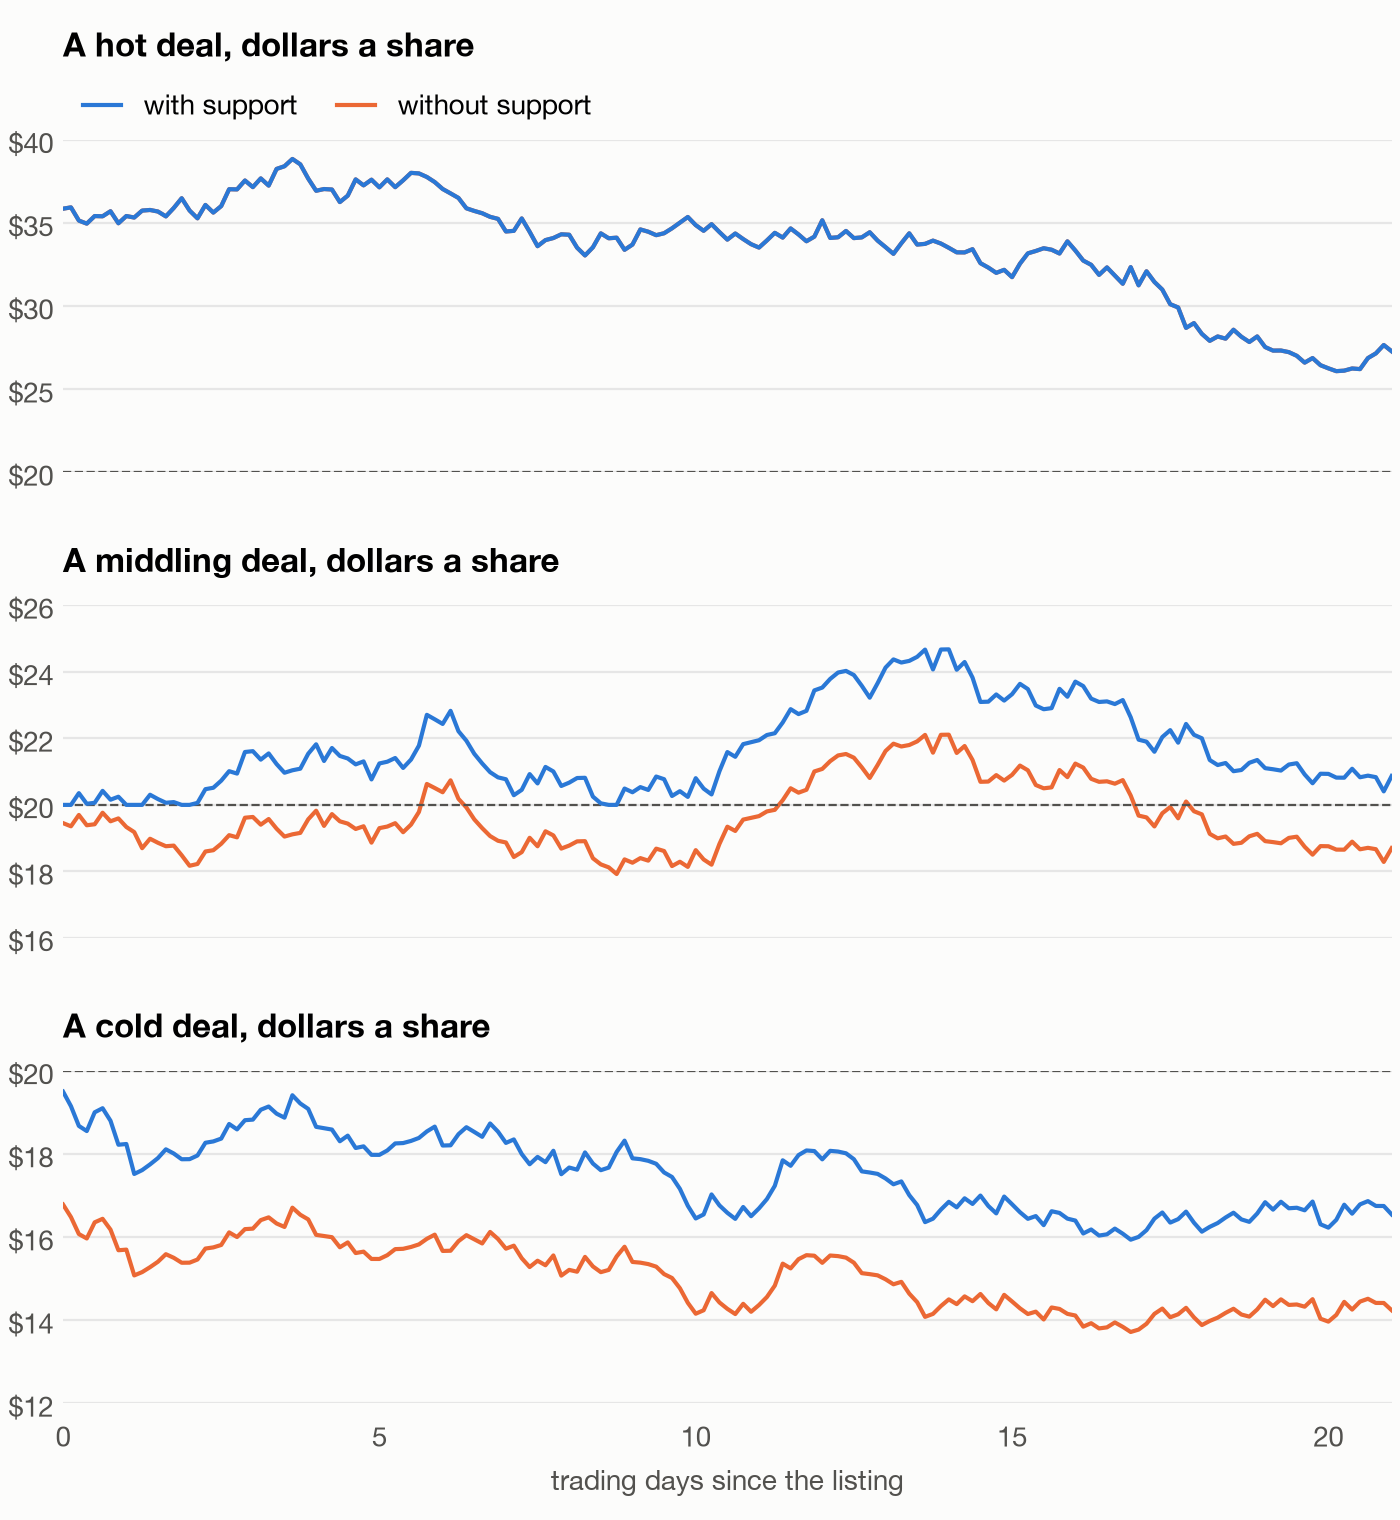 A hot deal, dollars a share
with support
without support
$40
$35
$30
$25
$20
A middling deal, dollars a share
$26
$24
$22
$20
$18
$16
A cold deal, dollars a share
$20
$18
$16
$14
$12
0 5 10 15 20
trading days since the listing